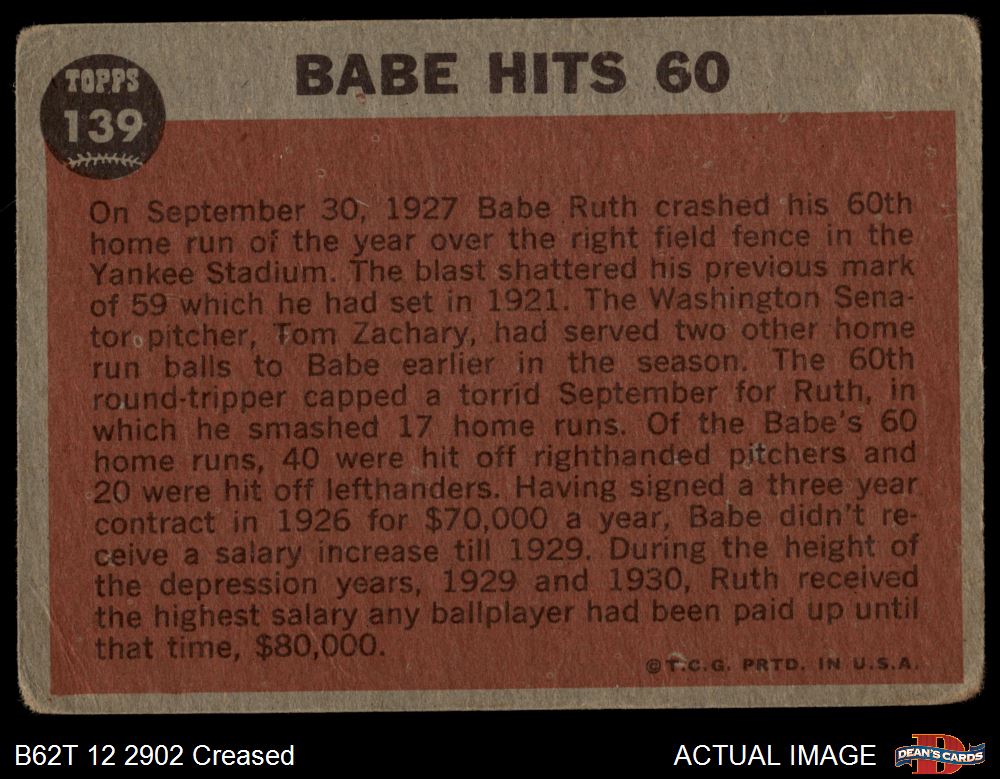 TOPPS
139
BABE HITS 60
On September 30, 1927 Babe Ruth crashed his 60th
home run of the year over the right field fence in the
Yankee Stadium. The blast shattered his previous mark
of 59 which he had set in 1921. The Washington Sena-
tor pitcher, Tom Zachary, had served two other home
run balls to Babe earlier in the season. The 60th
round-tripper capped a torrid September for Ruth, in
which he smashed 17 home runs. Of the Babe's 60
home runs, 40 were hit off righthanded pitchers and
20 were hit off lefthanders. Having signed a three year
contract in 1926 for $70,000 a year, Babe didn't re-
ceive a salary increase till 1929. During the height of
the depression years, 1929 and 1930, Ruth received
the highest salary any ballplayer had been paid up until
that time, $80,000.
©T.C.G. PRTD. IN U.S.A.
B62T 12 2902 Creased
ACTUAL IMAGE
DEAN'S CARDS